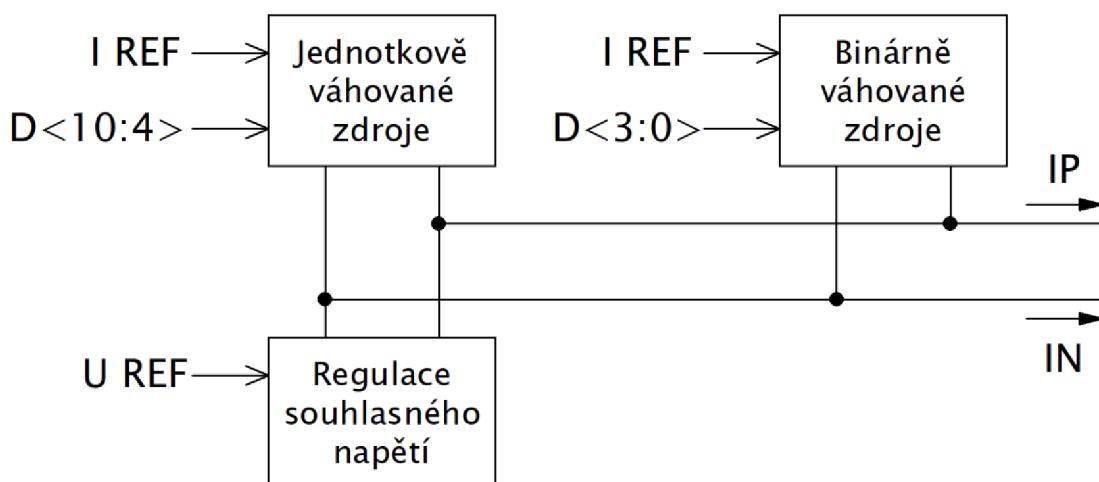 I REF
Jednotkově
váhované
zdroje
D<10:4>
I REF
Binárně
váhované
zdroje
D<3:0>
IP
IN
U REF
Regulace
souhlasného
napětí